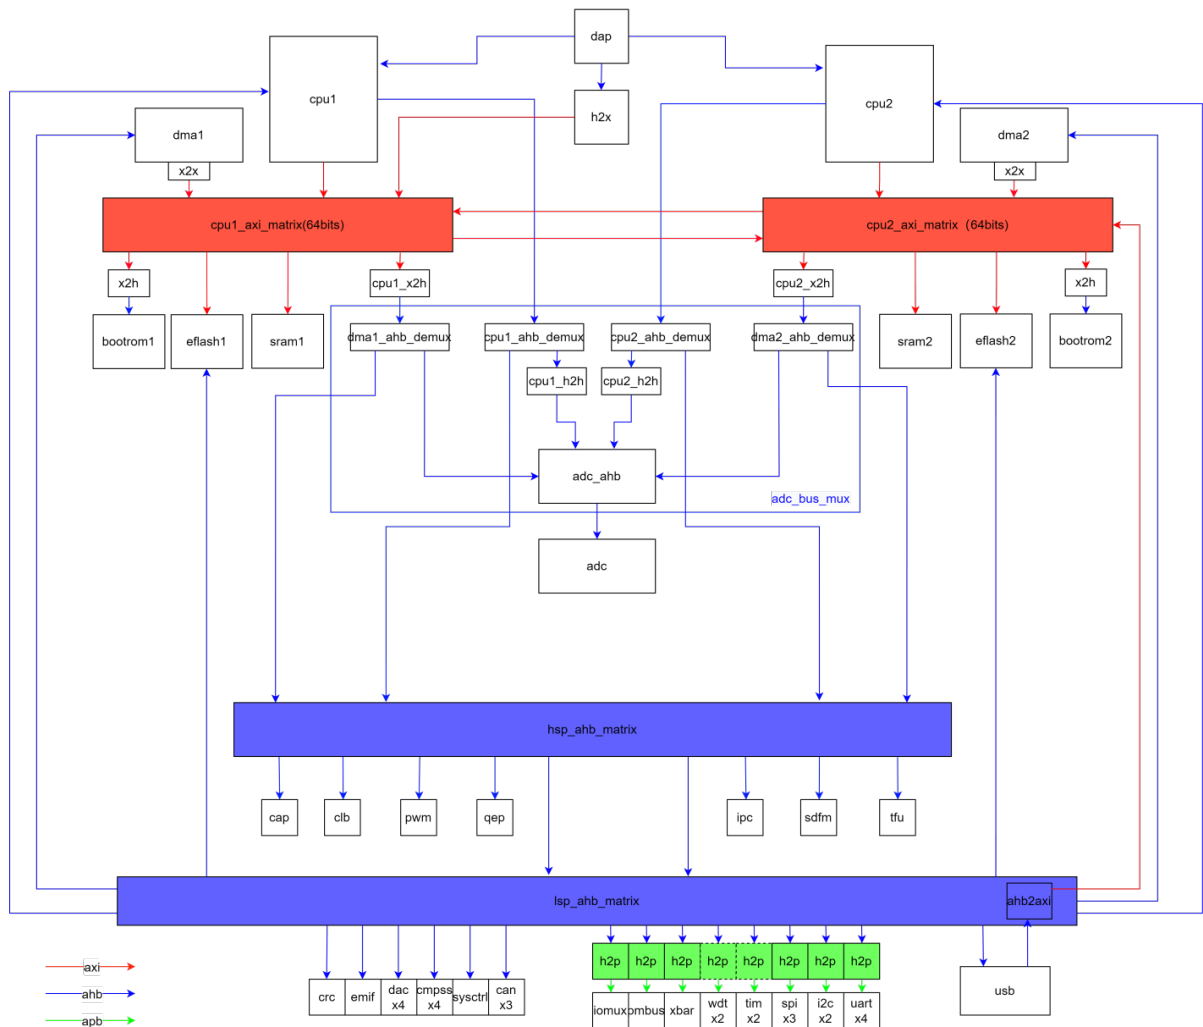 dap
cpu1
cpu2
h2x
dma1
dma2
x2x
x2x
cpu1_axi_matrix(64bits)
cpu2_axi_matrix（64bits)
x2h
cpu1_x2h
cpu2_x2h
x2h
bootrom1
eflash1
sram1
dma1_ahb_demux
cpu1_ahb_demux
cpu2_ahb_demux
dma2_ahb_demux
sram2
eflash2
bootrom2
cpu1_h2h
cpu2_h2h
adc_ahb
adc_bus_mux
adc
hsp_ahb_matrix
cap
clb
pwm
qep
ipc
sdfm
tfu
lsp_ahb_matrix
ahb2axi
h2p
h2p
h2p
h2p
h2p
h2p
h2p
h2p
crc
emif
dac
x4
cmpss
x4
sysctrl
can
x3
iomux
pmbus
xbar
wdt
x2
tim
x2
spi
x3
i2c
x2
uart
x4
usb
axi
ahb
apb